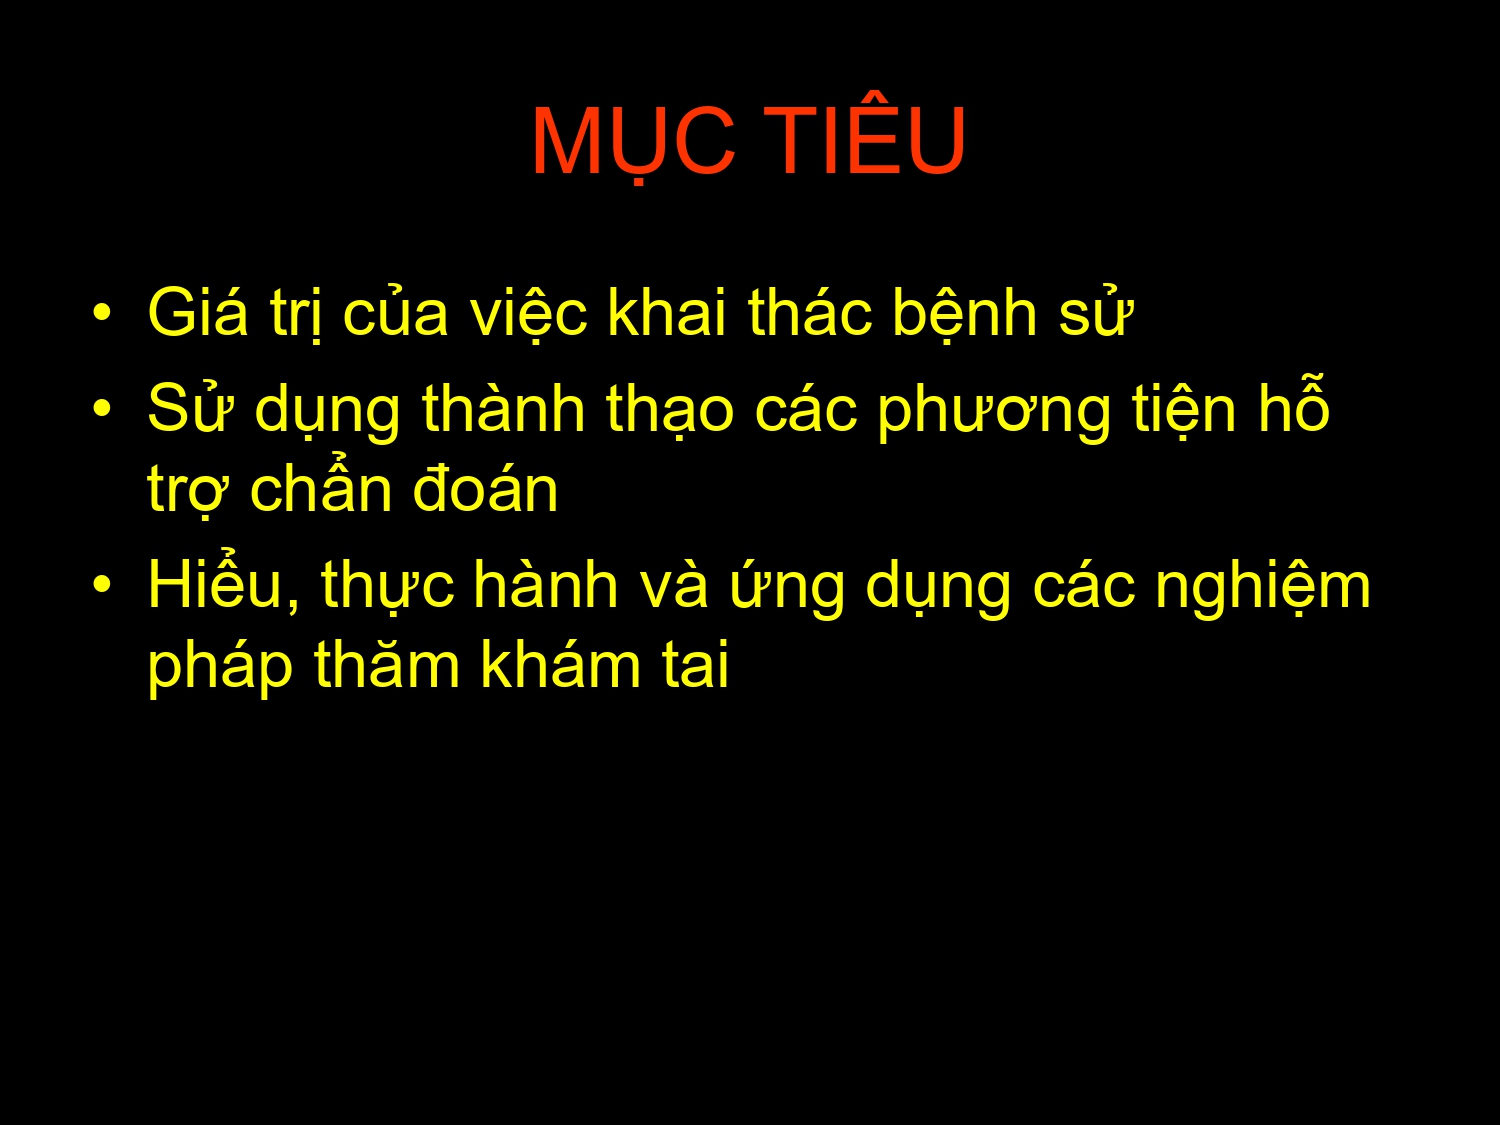 MỤC TIÊU
• Giá trị của việc khai thác bệnh sử
• Sử dụng thành thạo các phương tiện hỗ
trợ chẩn đoán
• Hiểu, thực hành và ứng dụng các nghiệm
pháp thăm khám tai